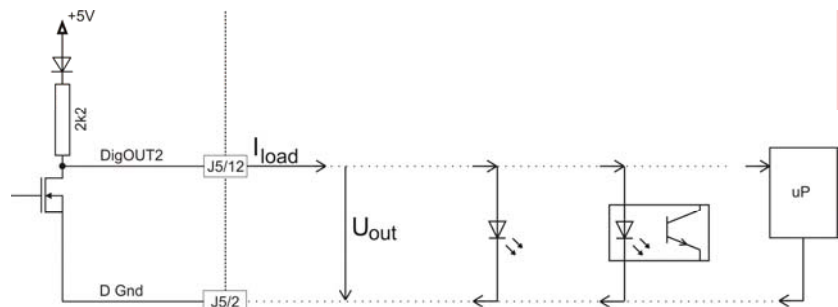 +5V
2k2
DigOUT2
J5/12
Iload
Uout
uP
D Gnd
J5/2